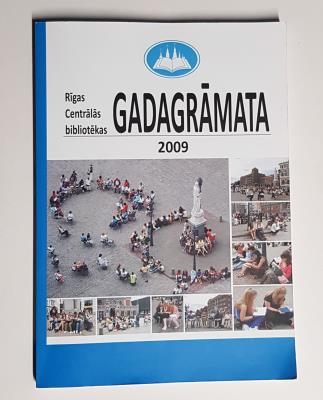 Rīgas
Centrālās
bibliotēkas
GADAGRĀMATA
2009